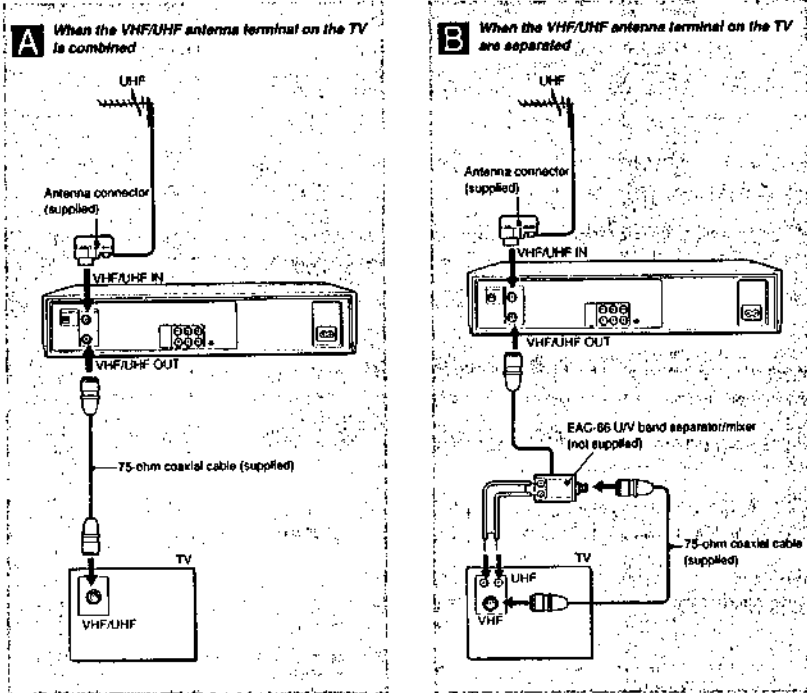 A When the VHF/UHF antenna terminal on the TV
is combined
UHF
Antenna connector
(supplied)
VHF/UHF IN
VHF/UHF OUT
75-ohm coaxial cable (supplied)
TV
VHF/UHF
B When the VHF/UHF antenna terminal on the TV
are separated
UHF
Antenna connector
(supplied)
VHF/UHF IN
VHF/UHF OUT
EAC-66 U/V band separator/mixer
(not supplied)
75-ohm coaxial cable
(supplied)
TV
UHF
VHF